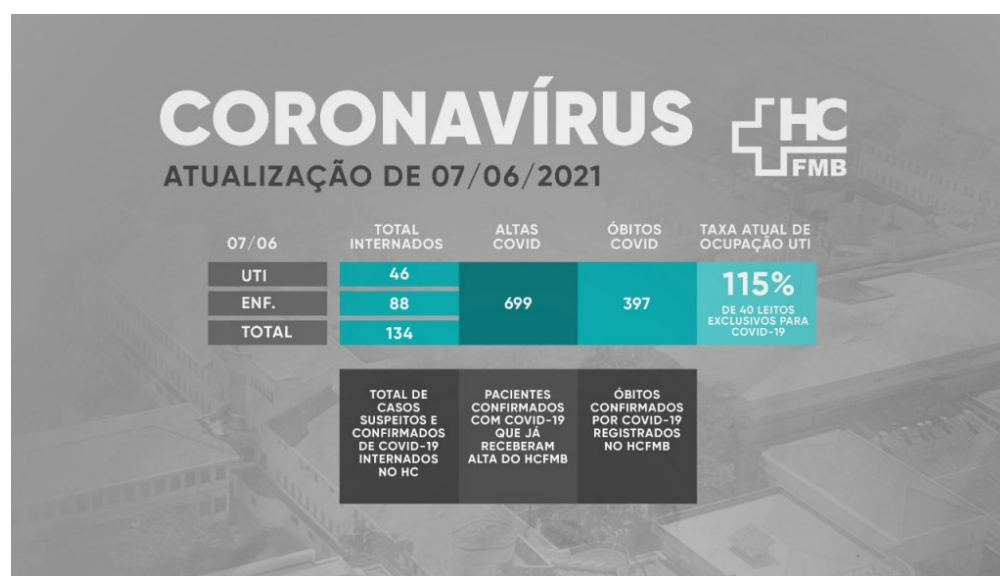 CORONAVÍRUS
HC
FMB
ATUALIZAÇÃO DE 07/06/2021
07/06
TOTAL
INTERNADOS
ALTAS
COVID
ÓBITOS
COVID
TAXA ATUAL DE
OCUPAÇÃO UTI
UTI
46
ENF.
88
TOTAL
134
699
397
115%
DE 40 LEITOS
EXCLUSIVOS PARA
COVID-19
TOTAL DE
CASOS
SUSPEITOS E
CONFIRMADOS
DE COVID-19
INTERNADOS
NO HC
PACIENTES
CONFIRMADOS
COM COVID-19
QUE JÁ
RECEBERAM
ALTA DO HCFMB
ÓBITOS
CONFIRMADOS
POR COVID-19
REGISTRADOS
NO HCFMB